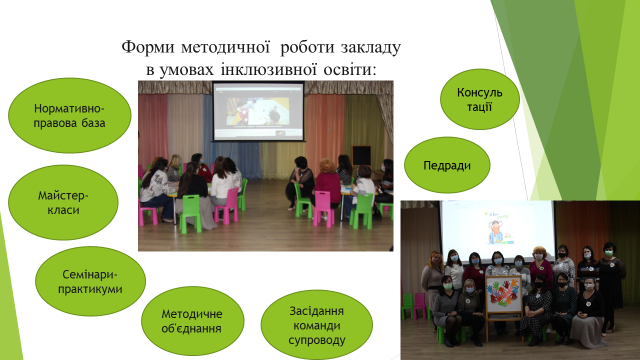 Форми методичної роботи закладу
в умовах інклюзивної освіти:
Нормативно-
правова база
Майстер-
класи
Семінари-
практикуми
Методичне
об'єднання
Засідання
команди
супроводу
Педради
Консуль
тації